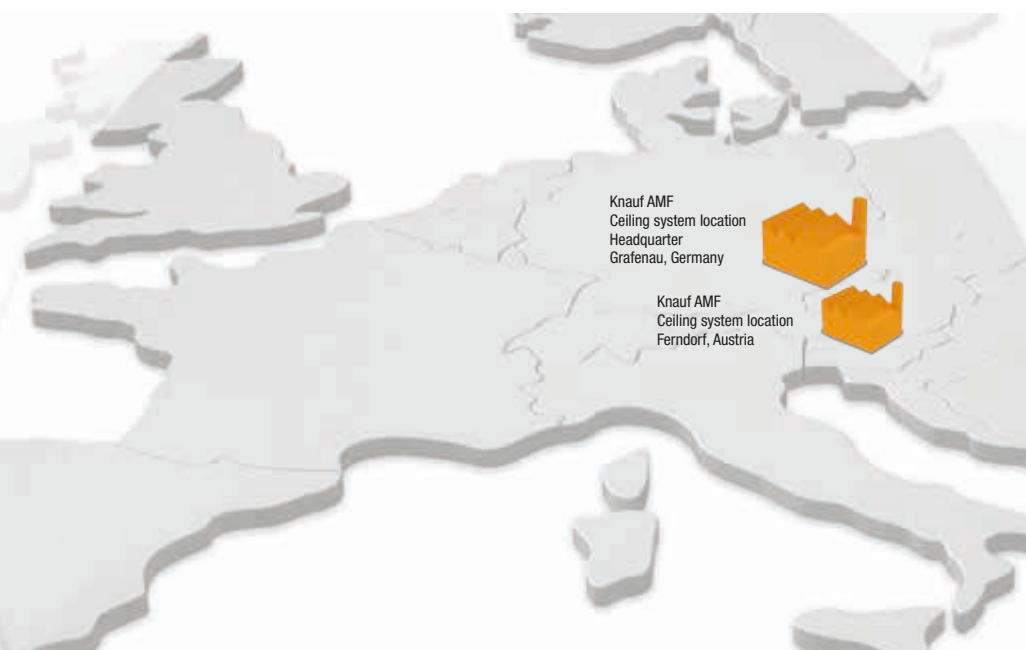 Knauf AMF
Ceiling system location
Headquarter
Grafenau, Germany
Knauf AMF
Ceiling system location
Ferndorf, Austria